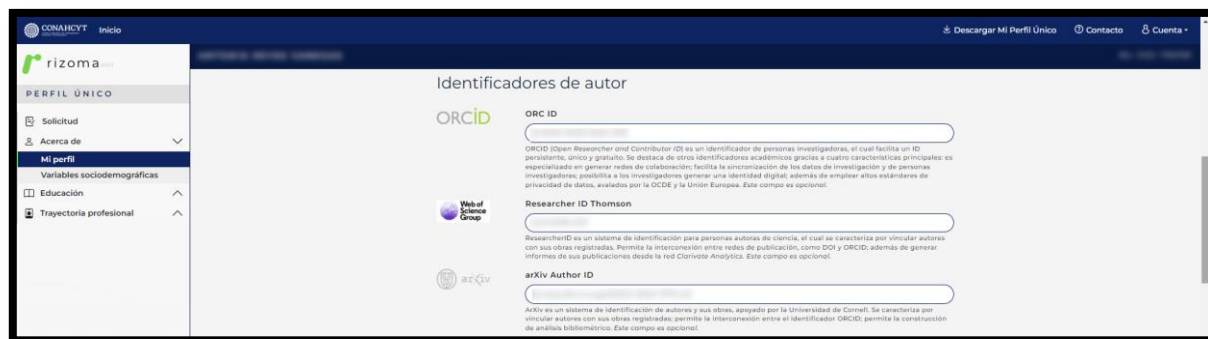 CONAHCYT Inicio
Descargar Mi Perfil Único Contacto Cuenta
rizoma
PERFIL ÚNICO
Solicitud
Acerca de
Mi perfil
Variables sociodemográficas
Educación
Trayectoria profesional
Identificadores de autor
ORCiD
ORC ID
ORCID (Open Researcher and Contributor ID) es un identificador de personas investigadoras, el cual facilita un ID
persistente, único y gratuito. Se destaca de otros identificadores académicos gracias a cuatro características principales: es
especializado en generar redes de colaboración; facilita la sincronización de los datos de investigación y de personas
investigadoras; posibilita a los investigadores generar una identidad digital; además de emplear altos estándares de
privacidad de datos, avalados por la OCDE y la Unión Europea. Este campo es opcional.
Web of
Science
Group
Researcher ID Thomson
ResearcherID es un sistema de identificación para personas autoras de ciencia, el cual se caracteriza por vincular autores
con sus obras registradas. Permite la interconexión entre redes de publicación, como DOI y ORCID; además de generar
informes de sus publicaciones desde la red Clarivate Analytics. Este campo es opcional.
arXiv
arXiv Author ID
ArXiv es un sistema de identificación de autores y sus obras, apoyado por la Universidad de Cornell. Se caracteriza por
vincular autores con sus obras registradas; permite la interconexión entre el identificador ORCID; permite la construcción
de análisis bibliométrico. Este campo es opcional.